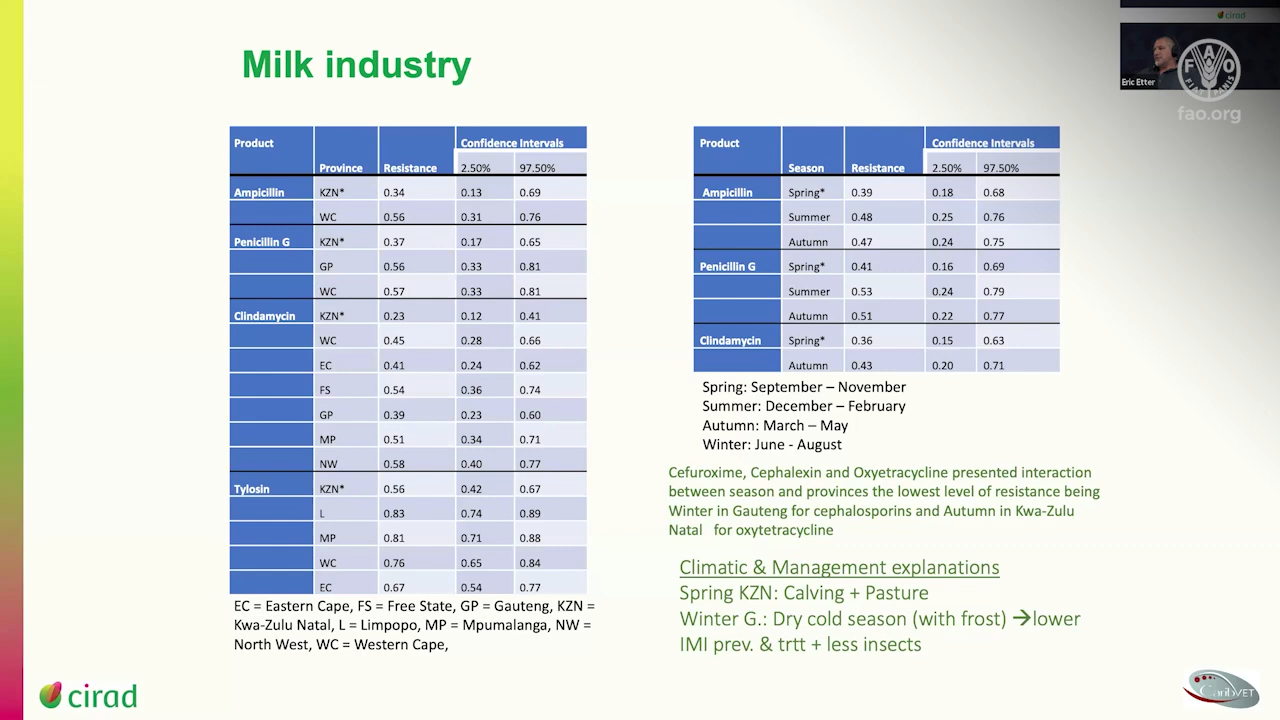 Milk industry
cirad
Eric Etter
FAO
FIAT PANIS
fao.org
Product Province Resistance Confidence Intervals
2.50% 97.50%
Ampicillin KZN* 0.34 0.13 0.69
WC 0.56 0.31 0.76
Penicillin G KZN* 0.37 0.17 0.65
GP 0.56 0.33 0.81
WC 0.57 0.33 0.81
Clindamycin KZN* 0.23 0.12 0.41
WC 0.45 0.28 0.66
EC 0.41 0.24 0.62
FS 0.54 0.36 0.74
GP 0.39 0.23 0.60
MP 0.51 0.34 0.71
NW 0.58 0.40 0.77
Tylosin KZN* 0.56 0.42 0.67
L 0.83 0.74 0.89
MP 0.81 0.71 0.88
WC 0.76 0.65 0.84
EC 0.67 0.54 0.77
EC = Eastern Cape, FS = Free State, GP = Gauteng, KZN =
Kwa-Zulu Natal, L = Limpopo, MP = Mpumalanga, NW =
North West, WC = Western Cape,
Product Season Resistance Confidence Intervals
2.50% 97.50%
Ampicillin Spring* 0.39 0.18 0.68
Summer 0.48 0.25 0.76
Autumn 0.47 0.24 0.75
Penicillin G Spring* 0.41 0.16 0.69
Summer 0.53 0.24 0.79
Autumn 0.51 0.22 0.77
Clindamycin Spring* 0.36 0.15 0.63
Autumn 0.43 0.20 0.71
Spring: September – November
Summer: December – February
Autumn: March – May
Winter: June - August
Cefuroxime, Cephalexin and Oxyetracycline presented interaction
between season and provinces the lowest level of resistance being
Winter in Gauteng for cephalosporins and Autumn in Kwa-Zulu
Natal for oxytetracycline
Climatic & Management explanations
Spring KZN: Calving + Pasture
Winter G.: Dry cold season (with frost) →lower
IMI prev. & trtt + less insects
cirad
CaribVET